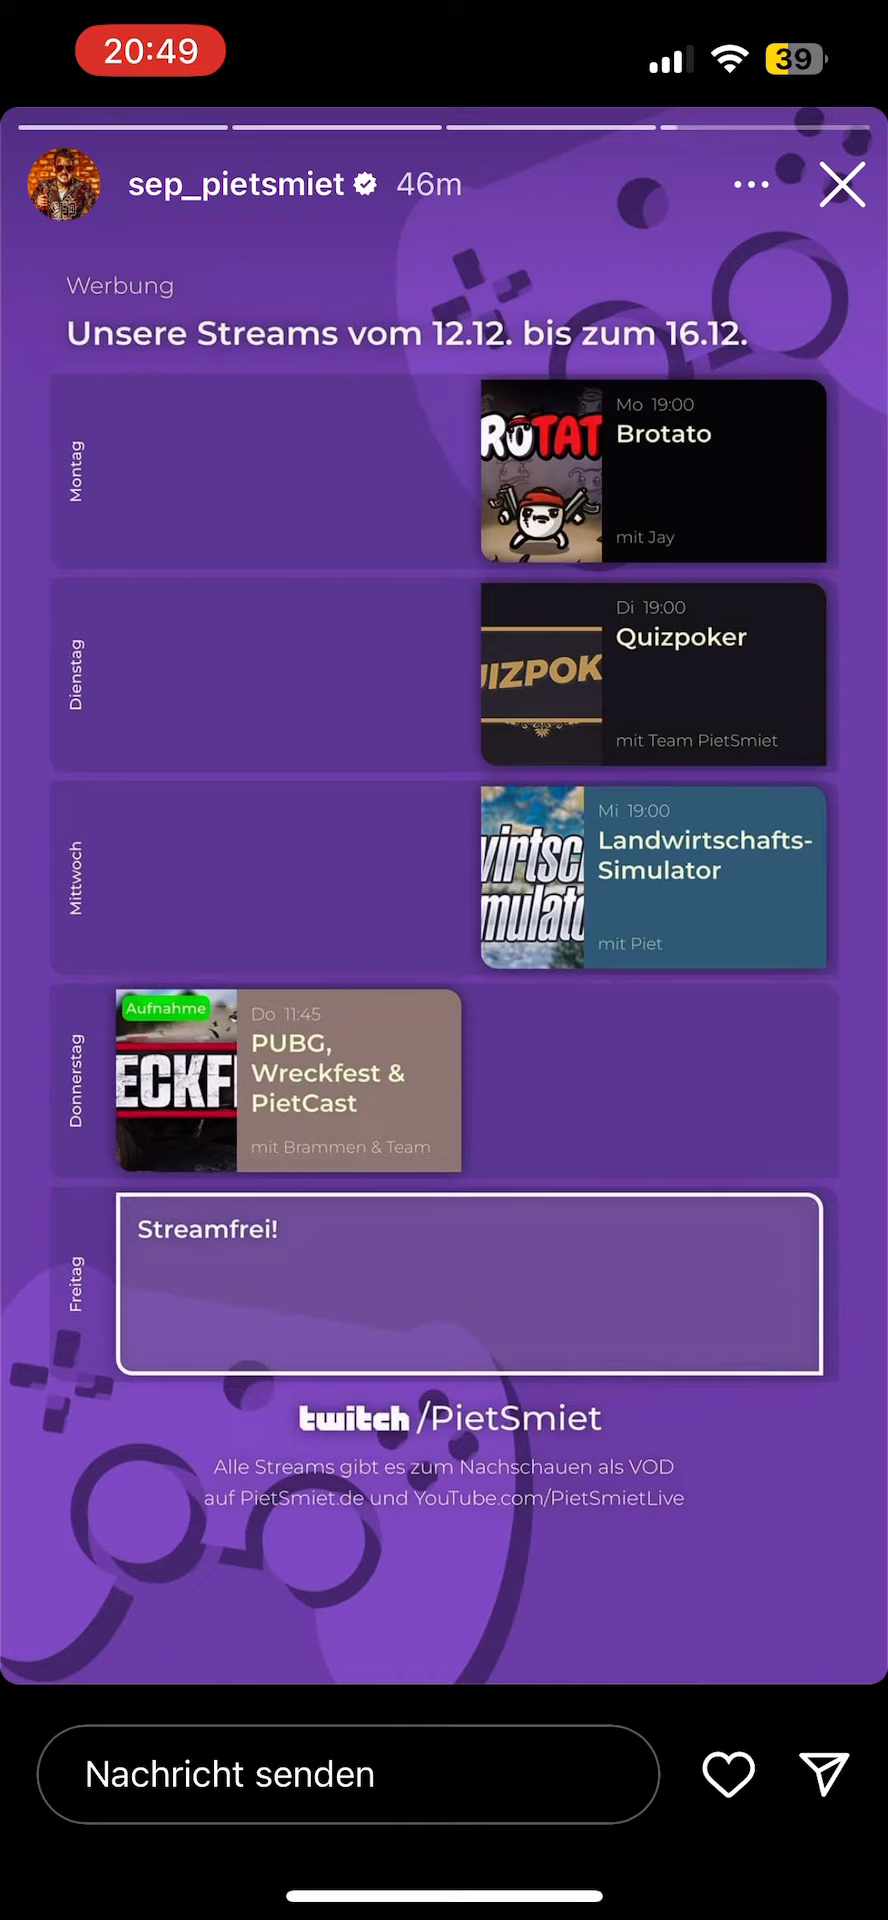 20:49
39
sep_pietsmiet 46m
Werbung
Unsere Streams vom 12.12. bis zum 16.12.
Montag
ROTAT
Mo 19:00
Brotato
mit Jay
Dienstag
UIZPOK
Di 19:00
Quizpoker
mit Team PietSmiet
Mittwoch
wirtsc
mulato
Mi 19:00
Landwirtschafts-
Simulator
mit Piet
Donnerstag
Aufnahme
ECKF
Do 11:45
PUBG,
Wreckfest &
PietCast
mit Brammen & Team
Freitag
Streamfrei!
twitch/PietSmiet
Alle Streams gibt es zum Nachschauen als VOD
auf PietSmiet.de und YouTube.com/PietSmietLive
Nachricht senden